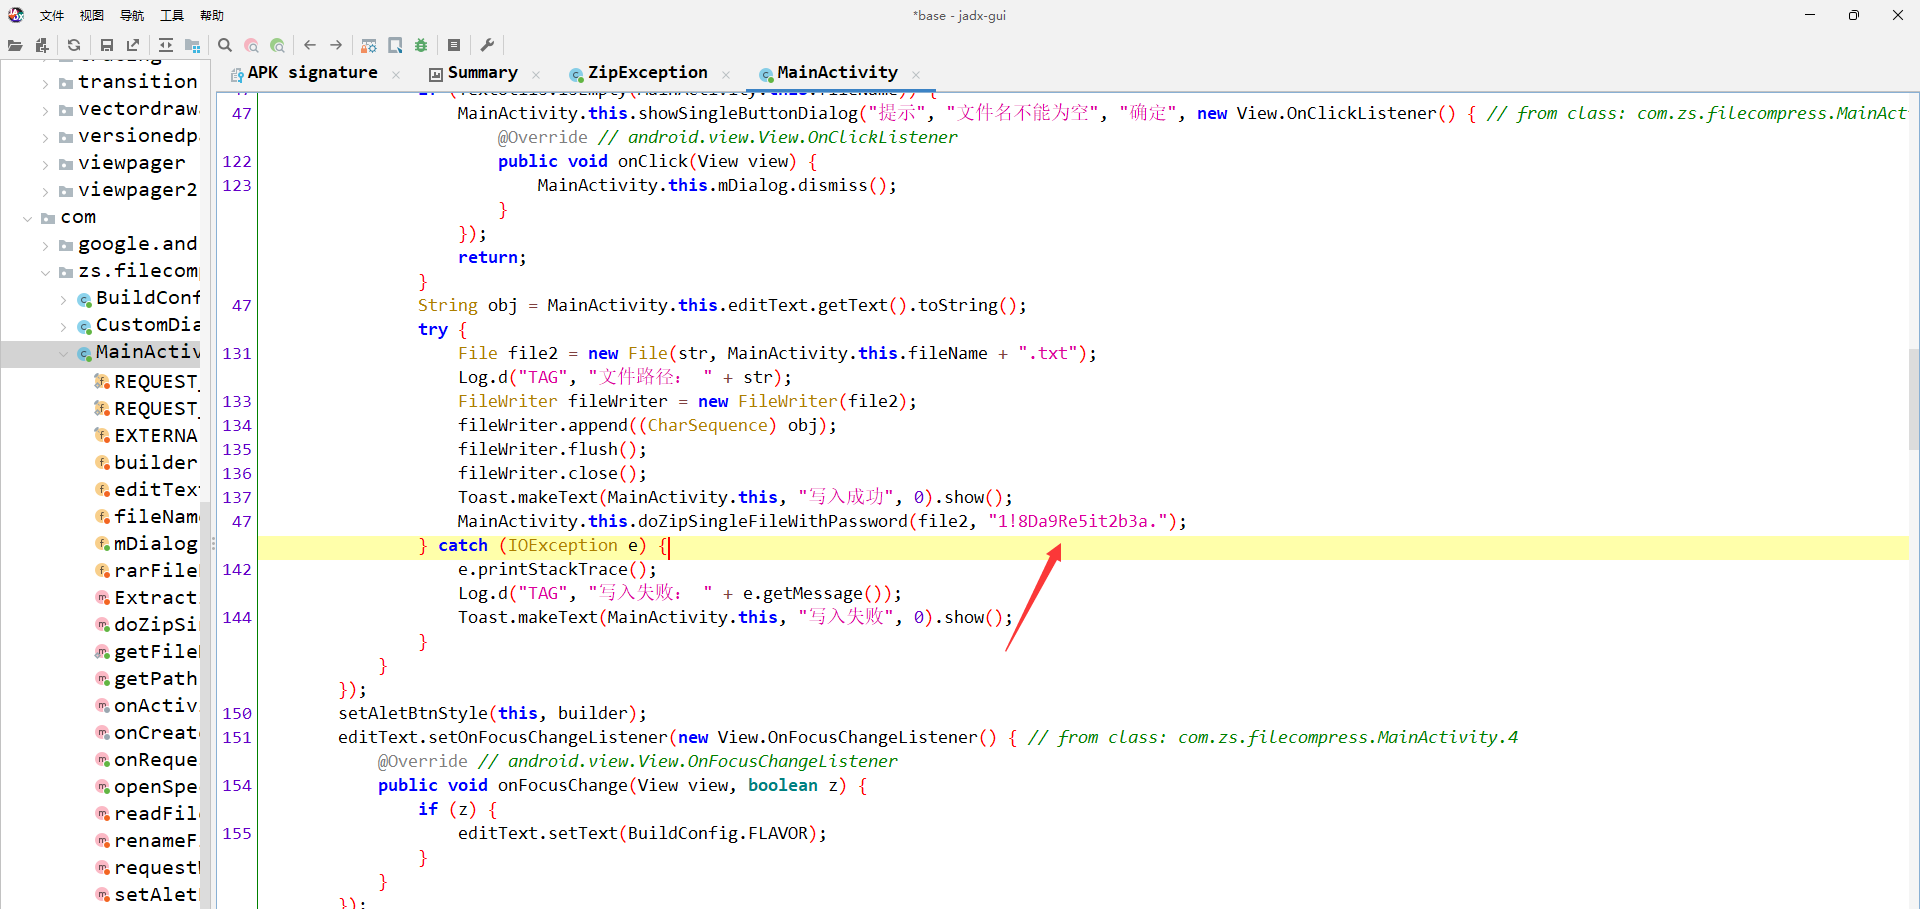 文件 视图 导航 工具 帮助
*base - jadx-gui
APK signature
Summary
ZipException
MainActivity
transition
vectordraw
versionedp
viewpager
viewpager2
com
google.and
zs.filecom
BuildConf
CustomDia
MainActiv
REQUEST_
REQUEST_
EXTERNA
builder
editTex
fileNam
mDialog
rarFile
Extract
doZipSi
getFile
getPath
onActiv
onCreat
onReque
openSpe
readFil
renameF
request
setAlet
47 MainActivity.this.showSingleButtonDialog("提示", "文件名不能为空", "确定", new View.OnClickListener() { // from class: com.zs.filecompress.MainAct
@Override // android.view.View.OnClickListener
122 public void onClick(View view) {
123 MainActivity.this.mDialog.dismiss();
}
});
return;
}
47 String obj = MainActivity.this.editText.getText().toString();
try {
131 File file2 = new File(str, MainActivity.this.fileName + ".txt");
Log.d("TAG", "文件路径: " + str);
133 FileWriter fileWriter = new FileWriter(file2);
134 fileWriter.append((CharSequence) obj);
135 fileWriter.flush();
136 fileWriter.close();
137 Toast.makeText(MainActivity.this, "写入成功", 0).show();
47 MainActivity.this.doZipSingleFileWithPassword(file2, "1!8Da9Re5it2b3a.");
} catch (IOException e) {
142 e.printStackTrace();
Log.d("TAG", "写入失败: " + e.getMessage());
144 Toast.makeText(MainActivity.this, "写入失败", 0).show();
}
}
});
150 setAletBtnStyle(this, builder);
151 editText.setOnFocusChangeListener(new View.OnFocusChangeListener() { // from class: com.zs.filecompress.MainActivity.4
@Override // android.view.View.OnFocusChangeListener
154 public void onFocusChange(View view, boolean z) {
if (z) {
155 editText.setText(BuildConfig.FLAVOR);
}
}
});